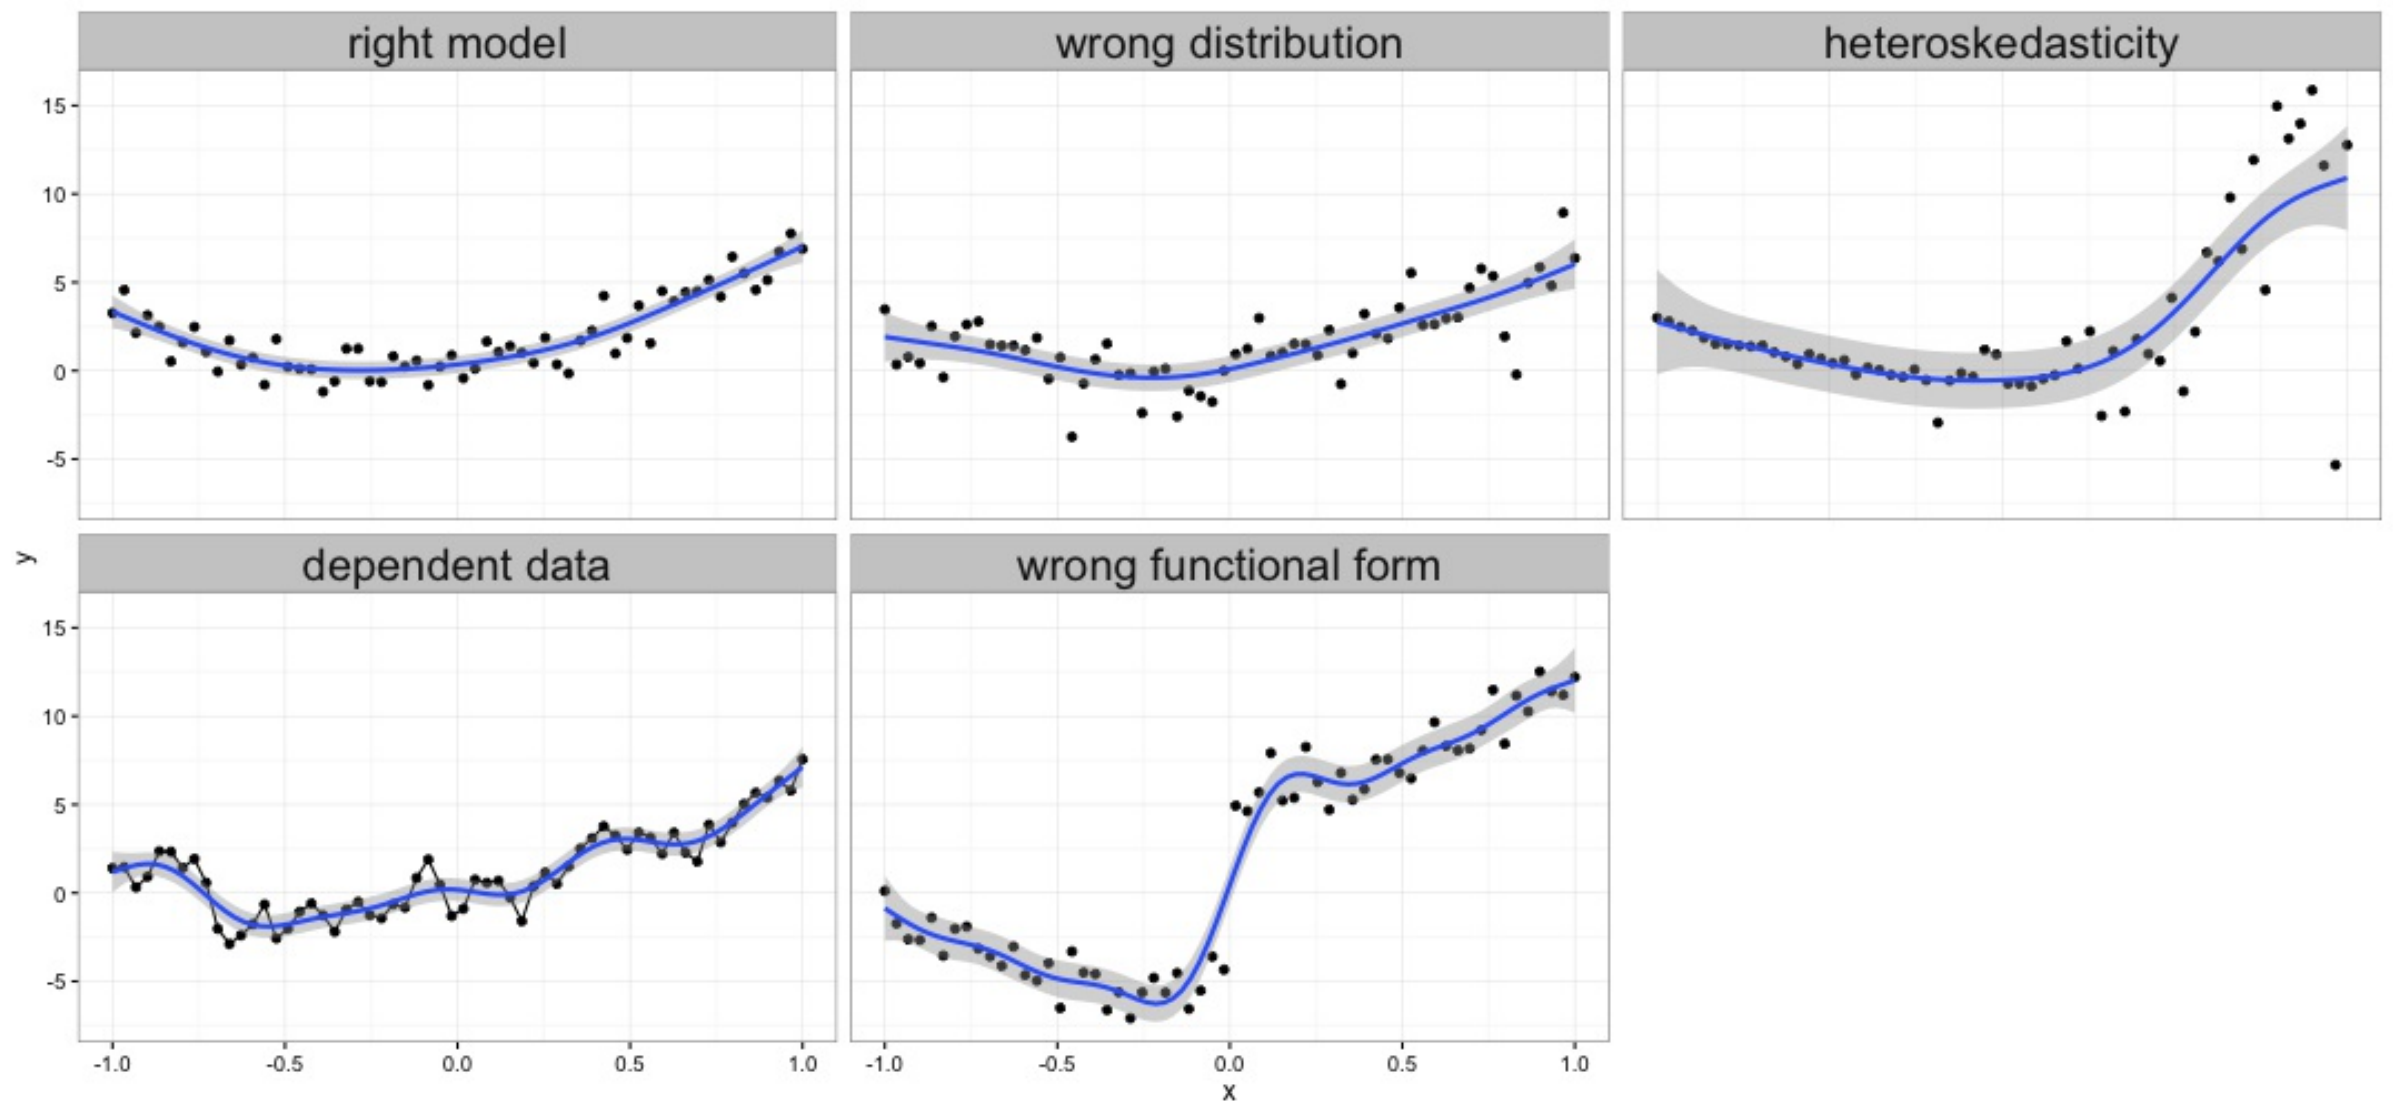 right model
wrong distribution
heteroskedasticity
15
10
5
0
-5
y
dependent data
wrong functional form
15
10
5
0
-5
-1.0 -0.5 0.0 0.5 1.0
-1.0 -0.5 0.0 0.5 1.0
x